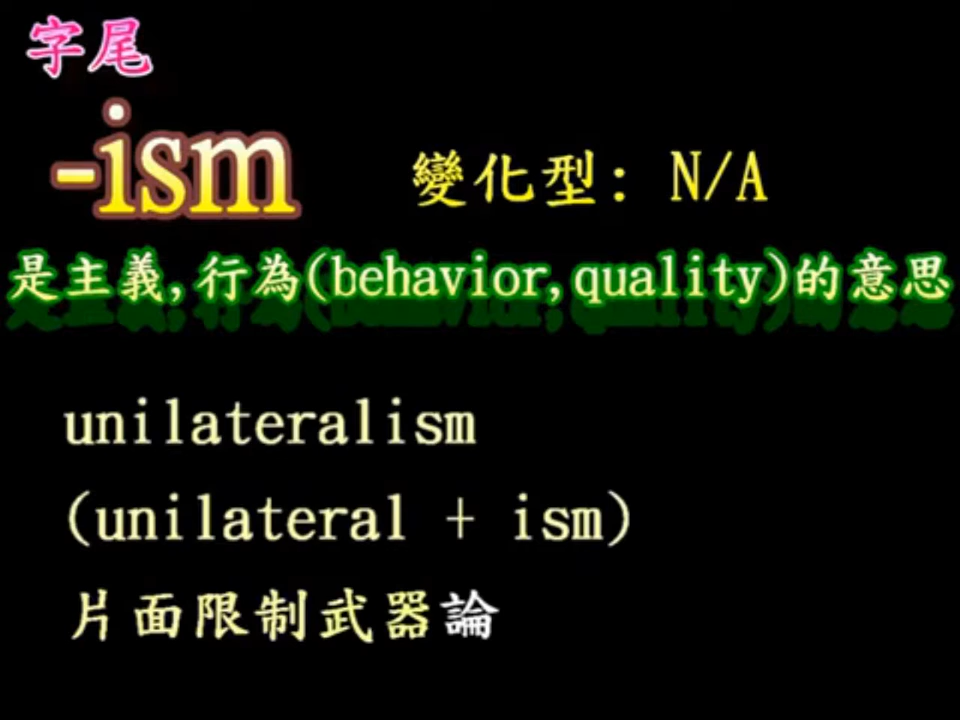 字尾
-ism 變化型: N/A
是主義,行為(behavior,quality)的意思
unilateralism
(unilateral + ism)
片面限制武器論